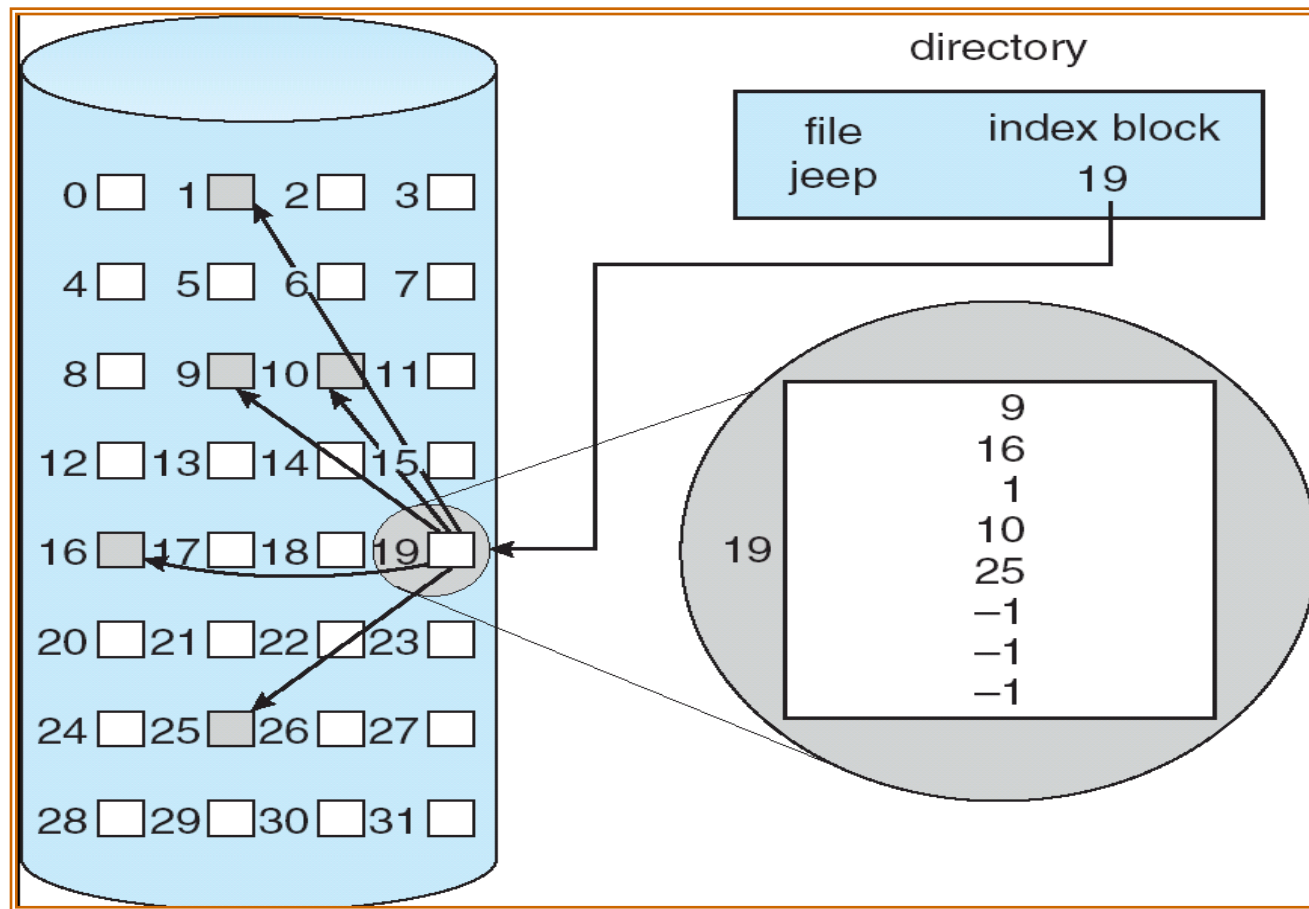 directory
file index block
jeep 19
0 1 2 3
4 5 6 7
8 9 10 11
12 13 14 15
16 17 18 19
20 21 22 23
24 25 26 27
28 29 30 31
19
9
16
1
10
25
–1
–1
–1